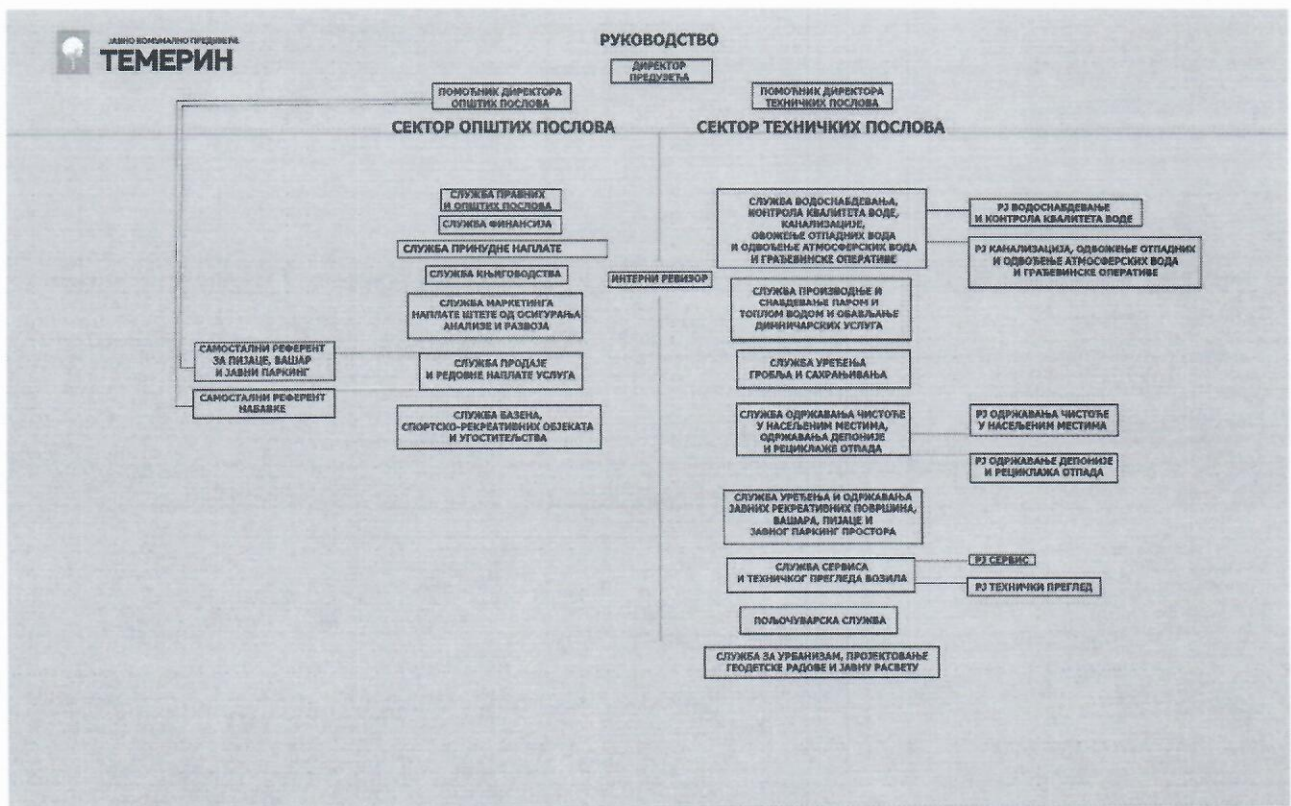 ЈАВНО КОМУНАЛНО ПРЕДУЗЕЋЕ
ТЕМЕРИН
РУКОВОДСТВО
ДИРЕКТОР
ПРЕДУЗЕЋА
ПОМОЋНИК ДИРЕКТОРА
ОПШТИХ ПОСЛОВА
ПОМОЋНИК ДИРЕКТОРА
ТЕХНИЧКИХ ПОСЛОВА
СЕКТОР ОПШТИХ ПОСЛОВА
СЕКТОР ТЕХНИЧКИХ ПОСЛОВА
СЛУЖБА ПРАВНИХ
И ОПШТИХ ПОСЛОВА
СЛУЖБА ФИНАНСИЈА
СЛУЖБА ПРИНУДНЕ НАПЛАТЕ
СЛУЖБА КЊИГОВОДСТВА
СЛУЖБА МАРКЕТИНГА
НАПЛАТЕ ШТЕТЕ ОД ОСИГУРАЊА
АНАЛИЗЕ И РАЗВОЈА
САМОСТАЛНИ РЕФЕРЕНТ
ЗА ПИЈАЦЕ, ВАШАР
И ЈАВНИ ПАРКИНГ
СЛУЖБА ПРОДАЈЕ
И РЕДОВНЕ НАПЛАТЕ УСЛУГА
САМОСТАЛНИ РЕФЕРЕНТ
НАБАВКЕ
СЛУЖБА БАЗЕНА,
СПОРТСКО-РЕКРЕАТИВНИХ ОБЈЕКАТА
И УГОСТИТЕЉСТВА
ИНТЕРНИ РЕВИЗОР
СЛУЖБА ВОДОСНАБДЕВАЊА,
КОНТРОЛА КВАЛИТЕТА ВОДЕ,
КАНАЛИЗАЦИЈЕ,
ОВОЖЕЊЕ ОТПАДНИХ ВОДА
И ОДВОЂЕЊЕ АТМОСФЕРСКИХ ВОДА
И ГРАЂЕВИНСКЕ ОПЕРАТИВЕ
РЈ ВОДОСНАБДЕВАЊЕ
И КОНТРОЛА КВАЛИТЕТА ВОДЕ
РЈ КАНАЛИЗАЦИЈА, ОДВОЖЕЊЕ ОТПАДНИХ
И ОДВОЂЕЊЕ АТМОСФЕРСКИХ ВОДА
И ГРАЂЕВИНСКЕ ОПЕРАТИВЕ
СЛУЖБА ПРОИЗВОДЊЕ И
СНАБДЕВАЊЕ ПАРОМ И
ТОПЛОМ ВОДОМ И ОБАВЉАЊЕ
ДИМНИЧАРСКИХ УСЛУГА
СЛУЖБА УРЕЂЕЊА
ГРОБЉА И САХРАЊИВАЊА
СЛУЖБА ОДРЖАВАЊА ЧИСТОЋЕ
У НАСЕЉЕНИМ МЕСТИМА,
ОДРЖАВАЊА ДЕПОНИЈЕ
И РЕЦИКЛАЖЕ ОТПАДА
РЈ ОДРЖАВАЊА ЧИСТОЋЕ
У НАСЕЉЕНИМ МЕСТИМА
РЈ ОДРЖАВАЊЕ ДЕПОНИЈЕ
И РЕЦИКЛАЖА ОТПАДА
СЛУЖБА УРЕЂЕЊА И ОДРЖАВАЊА
ЈАВНИХ РЕКРЕАТИВНИХ ПОВРШИНА,
ВАШАРА, ПИЈАЦЕ И
ЈАВНОГ ПАРКИНГ ПРОСТОРА
СЛУЖБА СЕРВИСА
И ТЕХНИЧКОГ ПРЕГЛЕДА ВОЗИЛА
РЈ СЕРВИС
РЈ ТЕХНИЧКИ ПРЕГЛЕД
ПОЉОЧУВАРСКА СЛУЖБА
СЛУЖБА ЗА УРБАНИЗАМ, ПРОЈЕКТОВАЊЕ
ГЕОДЕТСКЕ РАДОВЕ И ЈАВНУ РАСВЕТУ